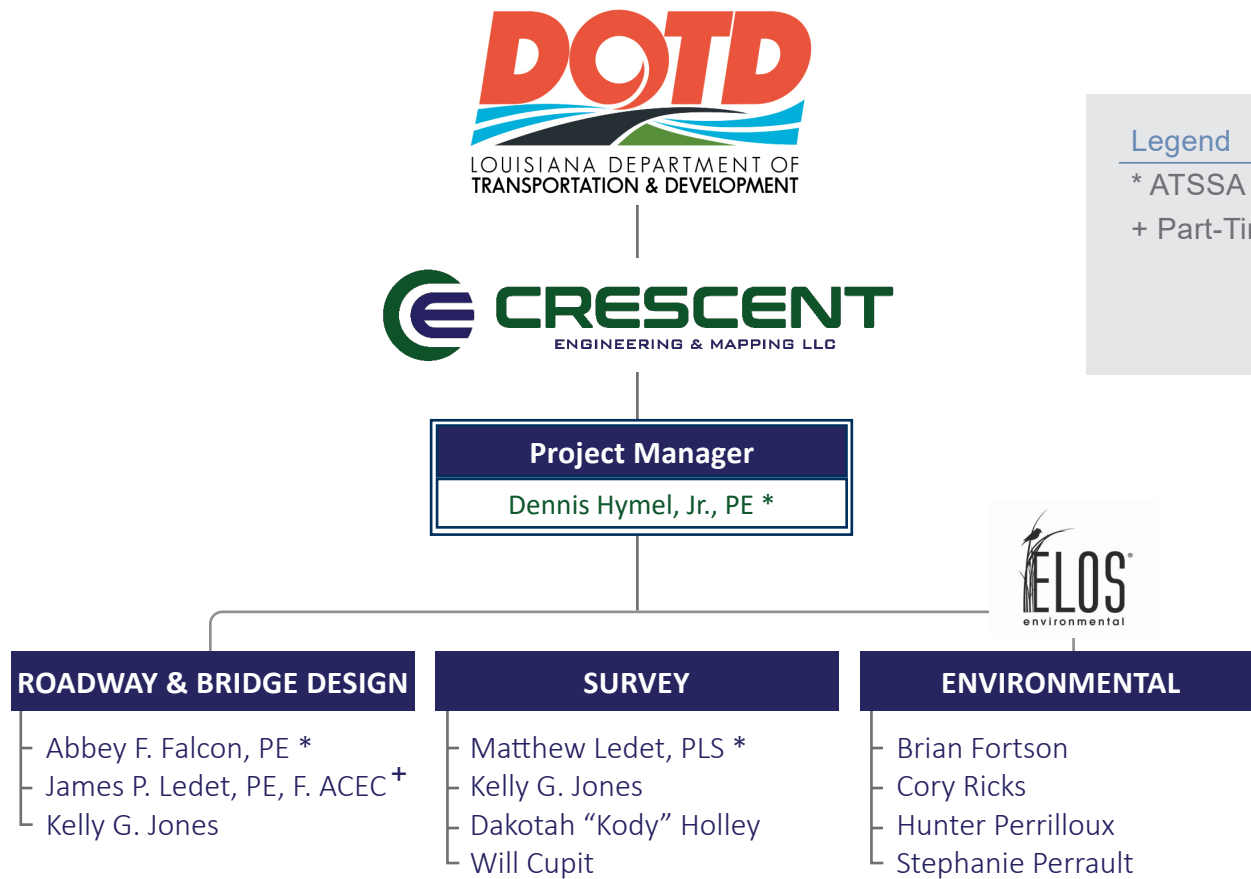 DOTD
LOUISIANA DEPARTMENT OF
TRANSPORTATION & DEVELOPMENT
Legend
* ATSSA
+
CRESCENT
ENGINEERING & MAPPING LLC
Project Manager
Dennis Hymel, Jr., PE *
ELOS®
environmental
ROADWAY & BRIDGE DESIGN
Abbey F. Falcon, PE *
James P. Ledet, PE, F. ACEC +
Kelly G. Jones
SURVEY
Matthew Ledet, PLS *
Kelly G. Jones
Dakotah “Kody” Holley
Will Cupit
ENVIRONMENTAL
Brian Fortson
Cory Ricks
Hunter Perrilloux
Stephanie Perrault